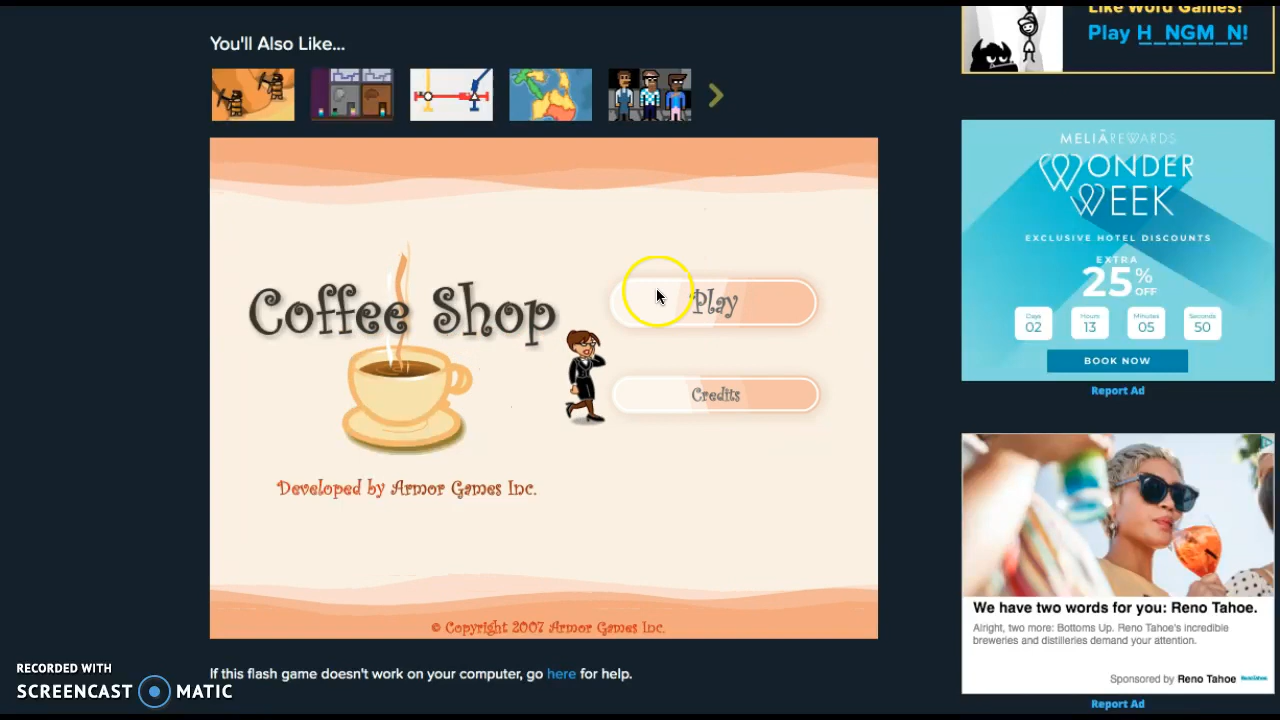 Like Word Games?
Play H_NGM_N!
You'll Also Like...
MELIÃREWARDS
WONDER
WEEK
EXCLUSIVE HOTEL DISCOUNTS
EXTRA
25% OFF
Days Hours Minutes Seconds
02 13 05 50
BOOK NOW
Report Ad
Coffee Shop
Play
Credits
Developed by Armor Games Inc.
© Copyright 2007 Armor Games Inc.
We have two words for you: Reno Tahoe.
Alright, two more: Bottoms Up. Reno Tahoe's incredible
breweries and distilleries demand your attention.
Sponsored by Reno Tahoe
Report Ad
If this flash game doesn't work on your computer, go here for help.
RECORDED WITH
SCREENCAST MATIC